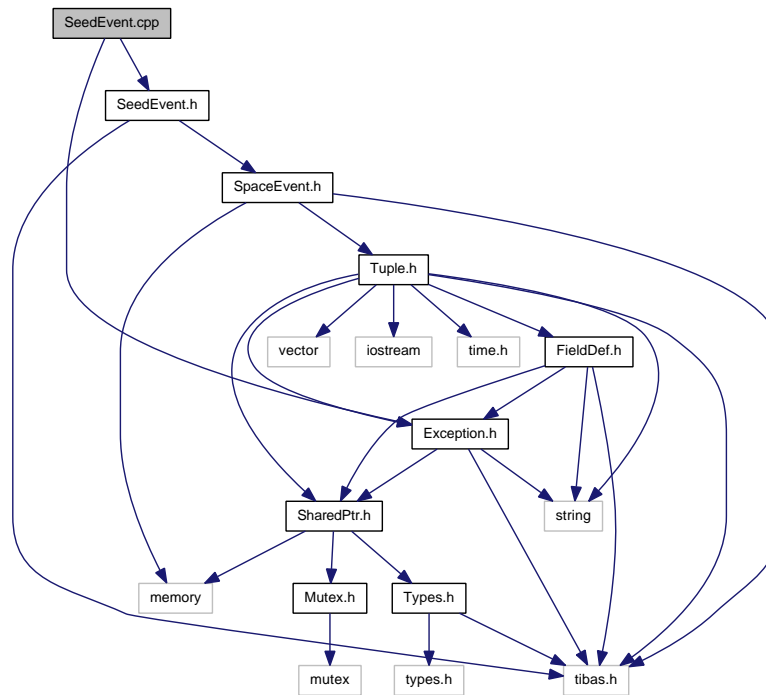 SeedEvent.cpp
SeedEvent.h
SpaceEvent.h
Tuple.h
vector
iostream
time.h
FieldDef.h
Exception.h
SharedPtr.h
string
memory
Mutex.h
Types.h
mutex
types.h
tibas.h